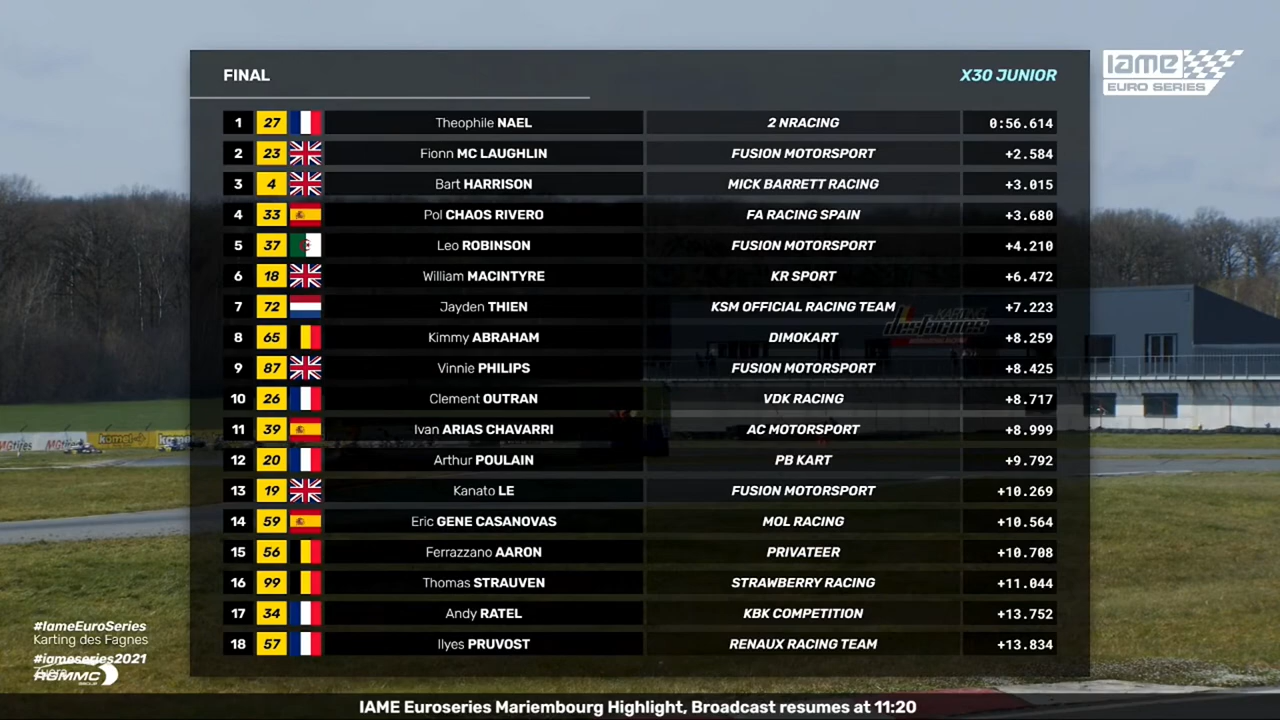 FINAL
X30 JUNIOR
IAME
EURO SERIES
1 27 Theophile NAEL 2 NRACING 0:56.614
2 23 Fionn MC LAUGHLIN FUSION MOTORSPORT +2.584
3 4 Bart HARRISON MICK BARRETT RACING +3.015
4 33 Pol CHAOS RIVERO FA RACING SPAIN +3.680
5 37 Leo ROBINSON FUSION MOTORSPORT +4.210
6 18 William MACINTYRE KR SPORT +6.472
7 72 Jayden THIEN KSM OFFICIAL RACING TEAM +7.223
8 65 Kimmy ABRAHAM DIMOKART +8.259
9 87 Vinnie PHILIPS FUSION MOTORSPORT +8.425
10 26 Clement OUTRAN VDK RACING +8.717
11 39 Ivan ARIAS CHAVARRI AC MOTORSPORT +8.999
12 20 Arthur POULAIN PB KART +9.792
13 19 Kanato LE FUSION MOTORSPORT +10.269
14 59 Eric GENE CASANOVAS MOL RACING +10.564
15 56 Ferrazzano AARON PRIVATEER +10.708
16 99 Thomas STRAUVEN STRAWBERRY RACING +11.044
17 34 Andy RATEL KBK COMPETITION +13.752
18 57 Ilyes PRUVOST RENAUX RACING TEAM +13.834
KARTING
des fagnes
MGtires
MGtires
komet
komet
#IameEuroSeries
Karting des Fagnes
#iameseries2021
Zuera
RGMMC
GROUP
IAME Euroseries Mariembourg Highlight, Broadcast resumes at 11:20